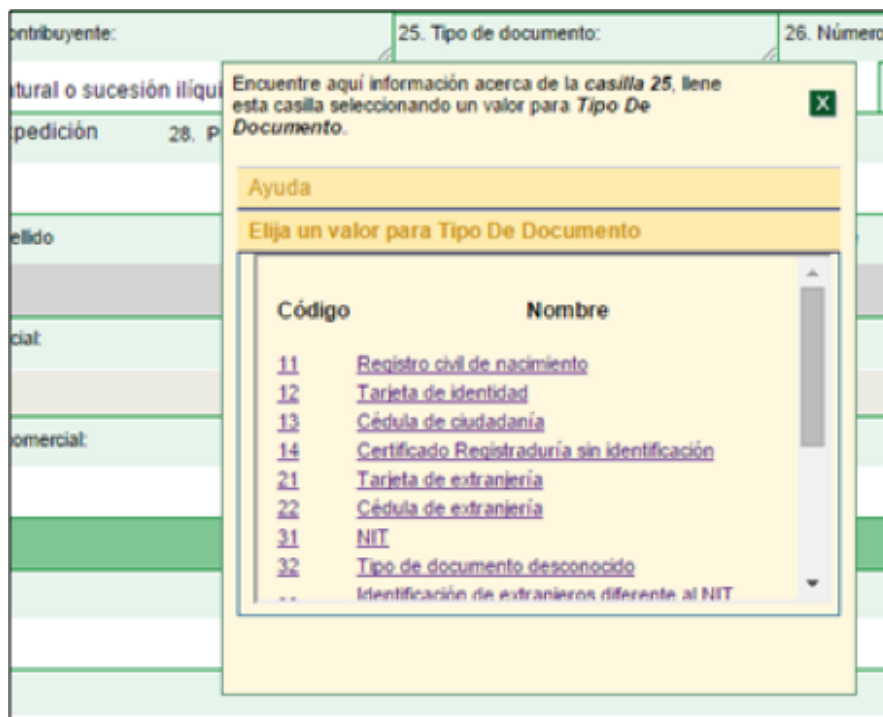 ontribuyente:
25. Tipo de documento:
26. Número
tural o sucesión ilíqui
Encuentre aquí información acerca de la casilla 25, llene
esta casilla seleccionando un valor para Tipo De
Documento.
X
xpedición
28. P
Ayuda
ellido
Elija un valor para Tipo De Documento
Código Nombre
cial:
11 Registro civil de nacimiento
12 Tarjeta de identidad
13 Cédula de ciudadanía
omercial:
14 Certificado Registraduría sin identificación
21 Tarjeta de extranjería
22 Cédula de extranjería
31 NIT
32 Tipo de documento desconocido
Identificación de extranjeros diferente al NIT